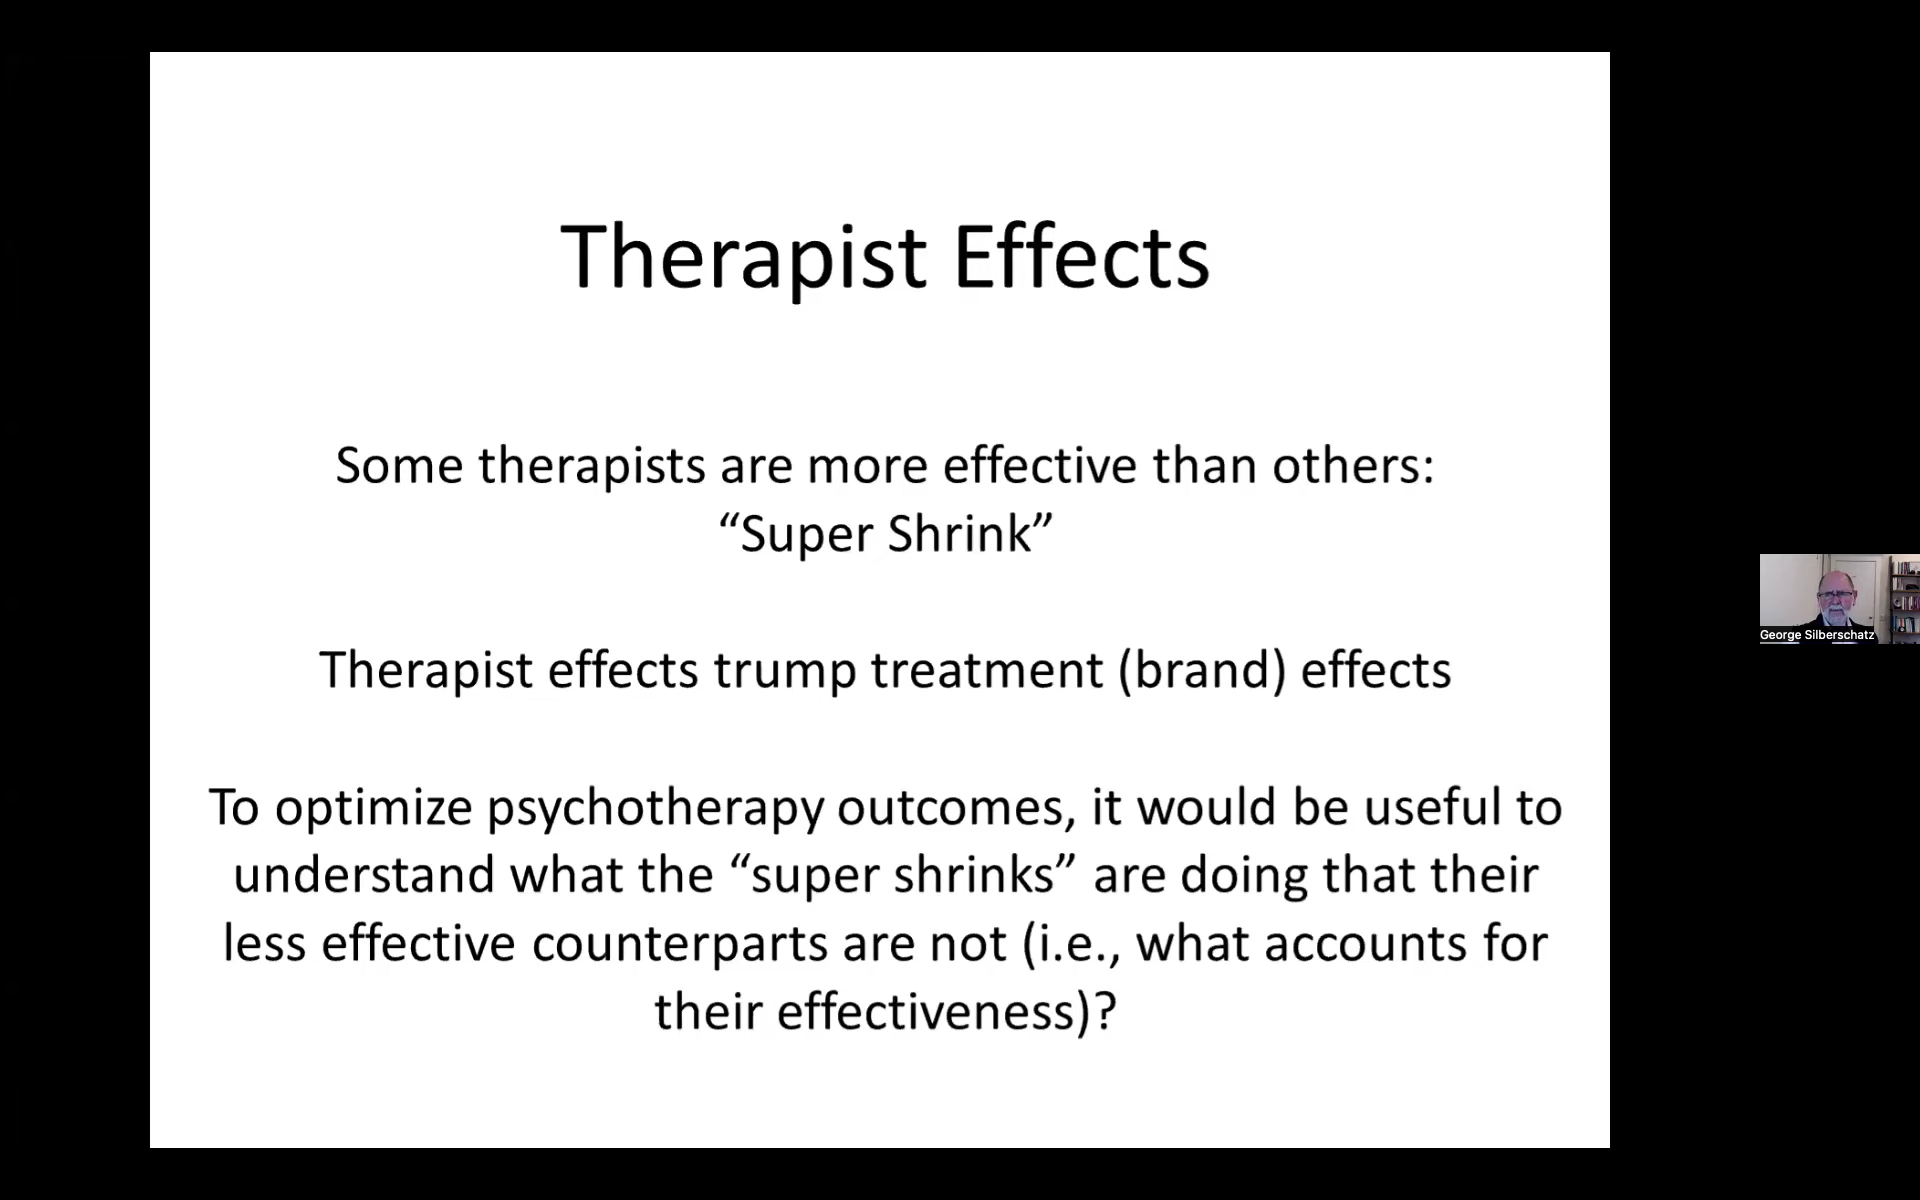 Therapist Effects
Some therapists are more effective than others:
“Super Shrink”
Therapist effects trump treatment (brand) effects
To optimize psychotherapy outcomes, it would be useful to
understand what the “super shrinks” are doing that their
less effective counterparts are not (i.e., what accounts for
their effectiveness)?
George Silberschatz